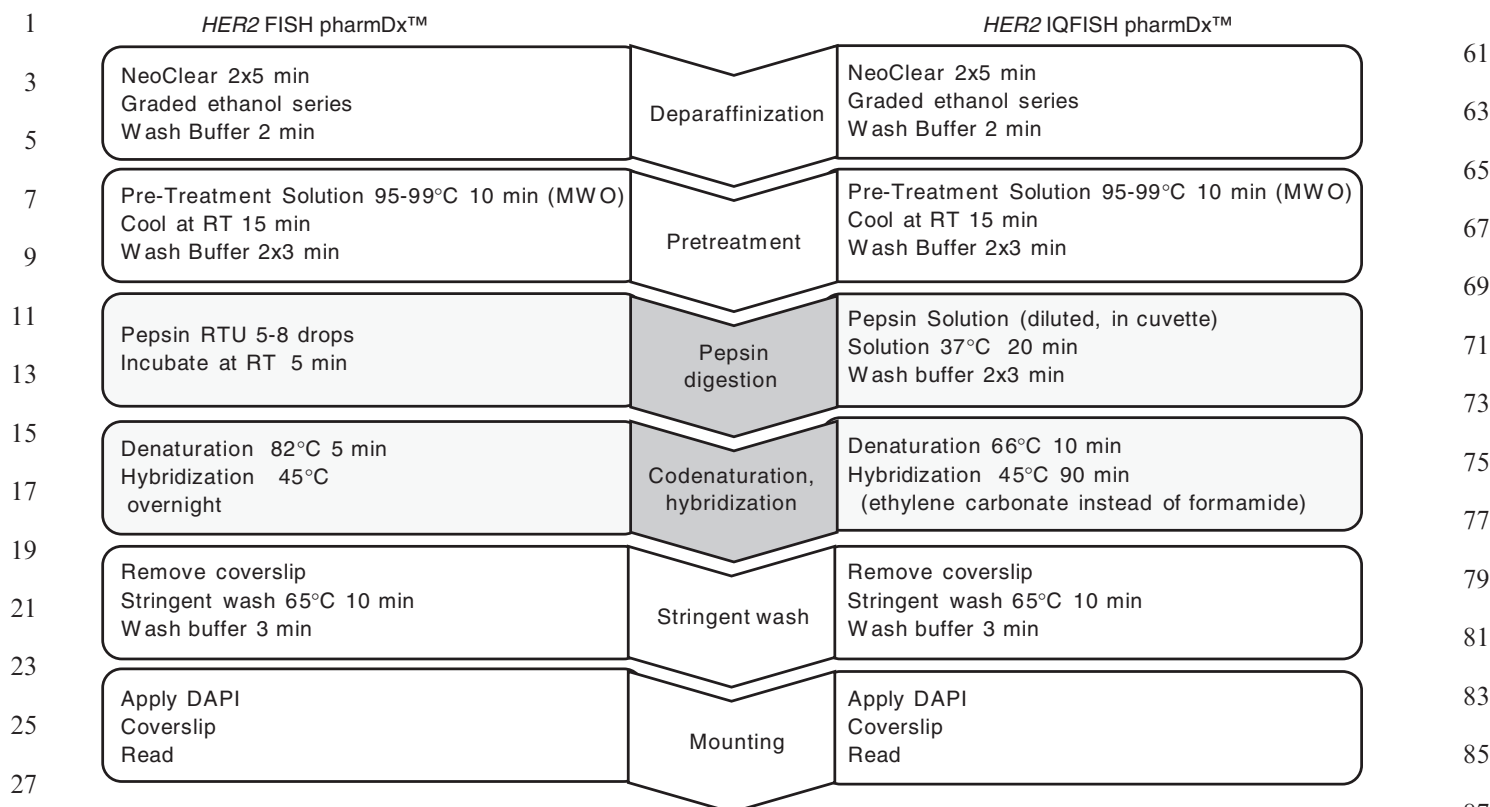 HER2 FISH pharmDx™
HER2 IQFISH pharmDx™
NeoClear 2x5 min
Graded ethanol series
Wash Buffer 2 min
Deparaffinization
NeoClear 2x5 min
Graded ethanol series
Wash Buffer 2 min
Pre-Treatment Solution 95-99°C 10 min (MWO)
Cool at RT 15 min
Wash Buffer 2x3 min
Pretreatment
Pre-Treatment Solution 95-99°C 10 min (MWO)
Cool at RT 15 min
Wash Buffer 2x3 min
Pepsin RTU 5-8 drops
Incubate at RT 5 min
Pepsin
digestion
Pepsin Solution (diluted, in cuvette)
Solution 37°C 20 min
Wash buffer 2x3 min
Denaturation 82°C 5 min
Hybridization 45°C
overnight
Codenaturation,
hybridization
Denaturation 66°C 10 min
Hybridization 45°C 90 min
(ethylene carbonate instead of formamide)
Remove coverslip
Stringent wash 65°C 10 min
Wash buffer 3 min
Stringent wash
Remove coverslip
Stringent wash 65°C 10 min
Wash buffer 3 min
Apply DAPI
Coverslip
Read
Mounting
Apply DAPI
Coverslip
Read
1
3
5
7
9
11
13
15
17
19
21
23
25
27
61
63
65
67
69
71
73
75
77
79
81
83
85